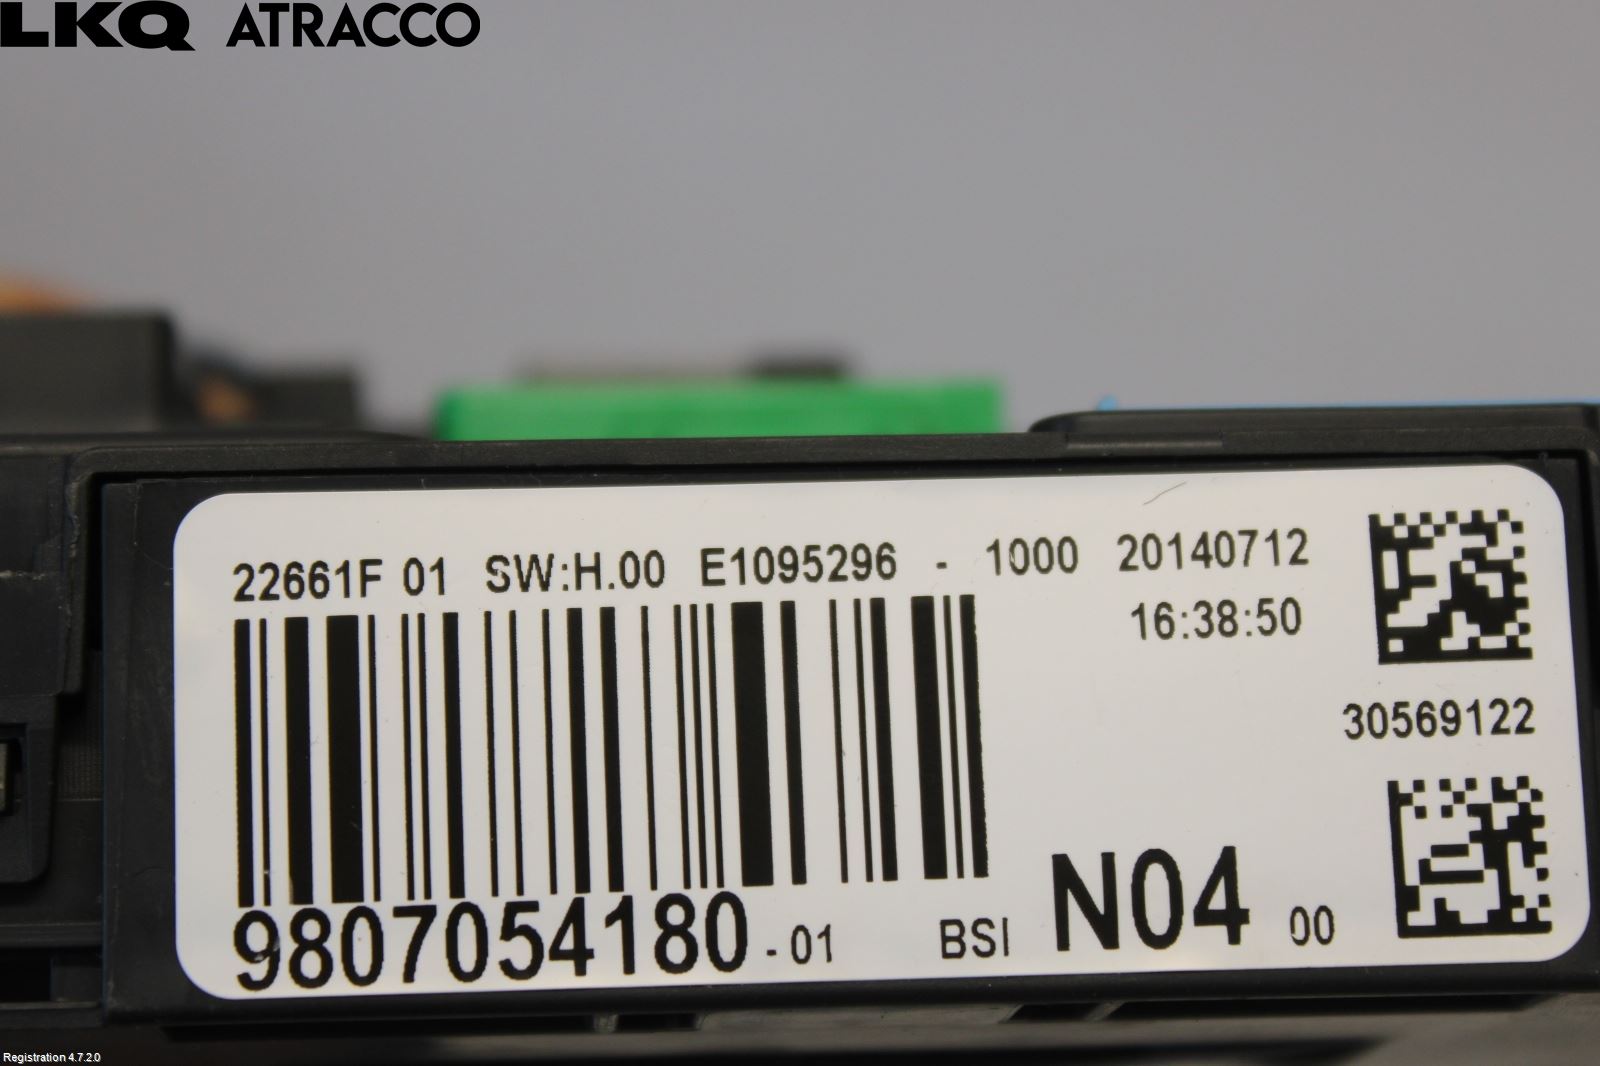 LKQ ATRACCO
22661F 01 SW:H.00 E1095296 - 1000 20140712
16:38:50
30569122
9807054180 - 01 BSI N04 00
Registration 4.7.2.0